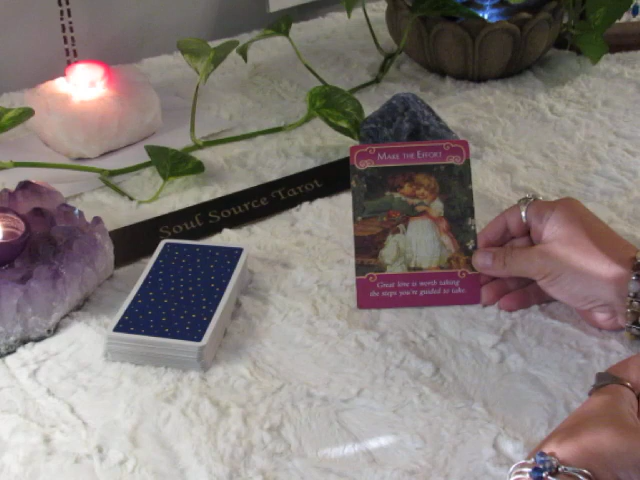 Make the Effort
Soul Source Tarot
Great love is worth taking
the steps you're guided to take.